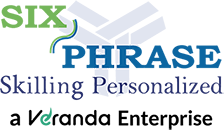 SIX
PHRASE
Skilling Personalized
a Veranda Enterprise